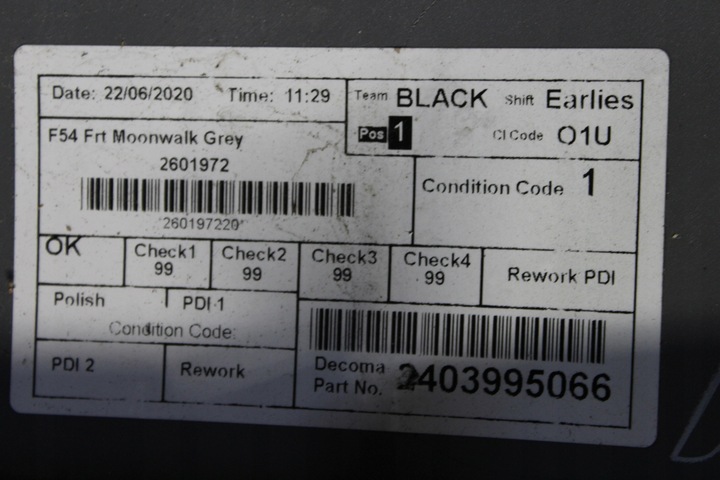 Date: 22/06/2020 Time: 11:29
Team BLACK Shift Earlies
Pos 1 CI Code O1U
F54 Frt Moonwalk Grey
2601972
260197220
Condition Code 1
OK Check1 99 Check2 99 Check3 99 Check4 99 Rework PDI
Polish PDI 1
Condition Code:
PDI 2 Rework
Decoma
Part No. 2403995066